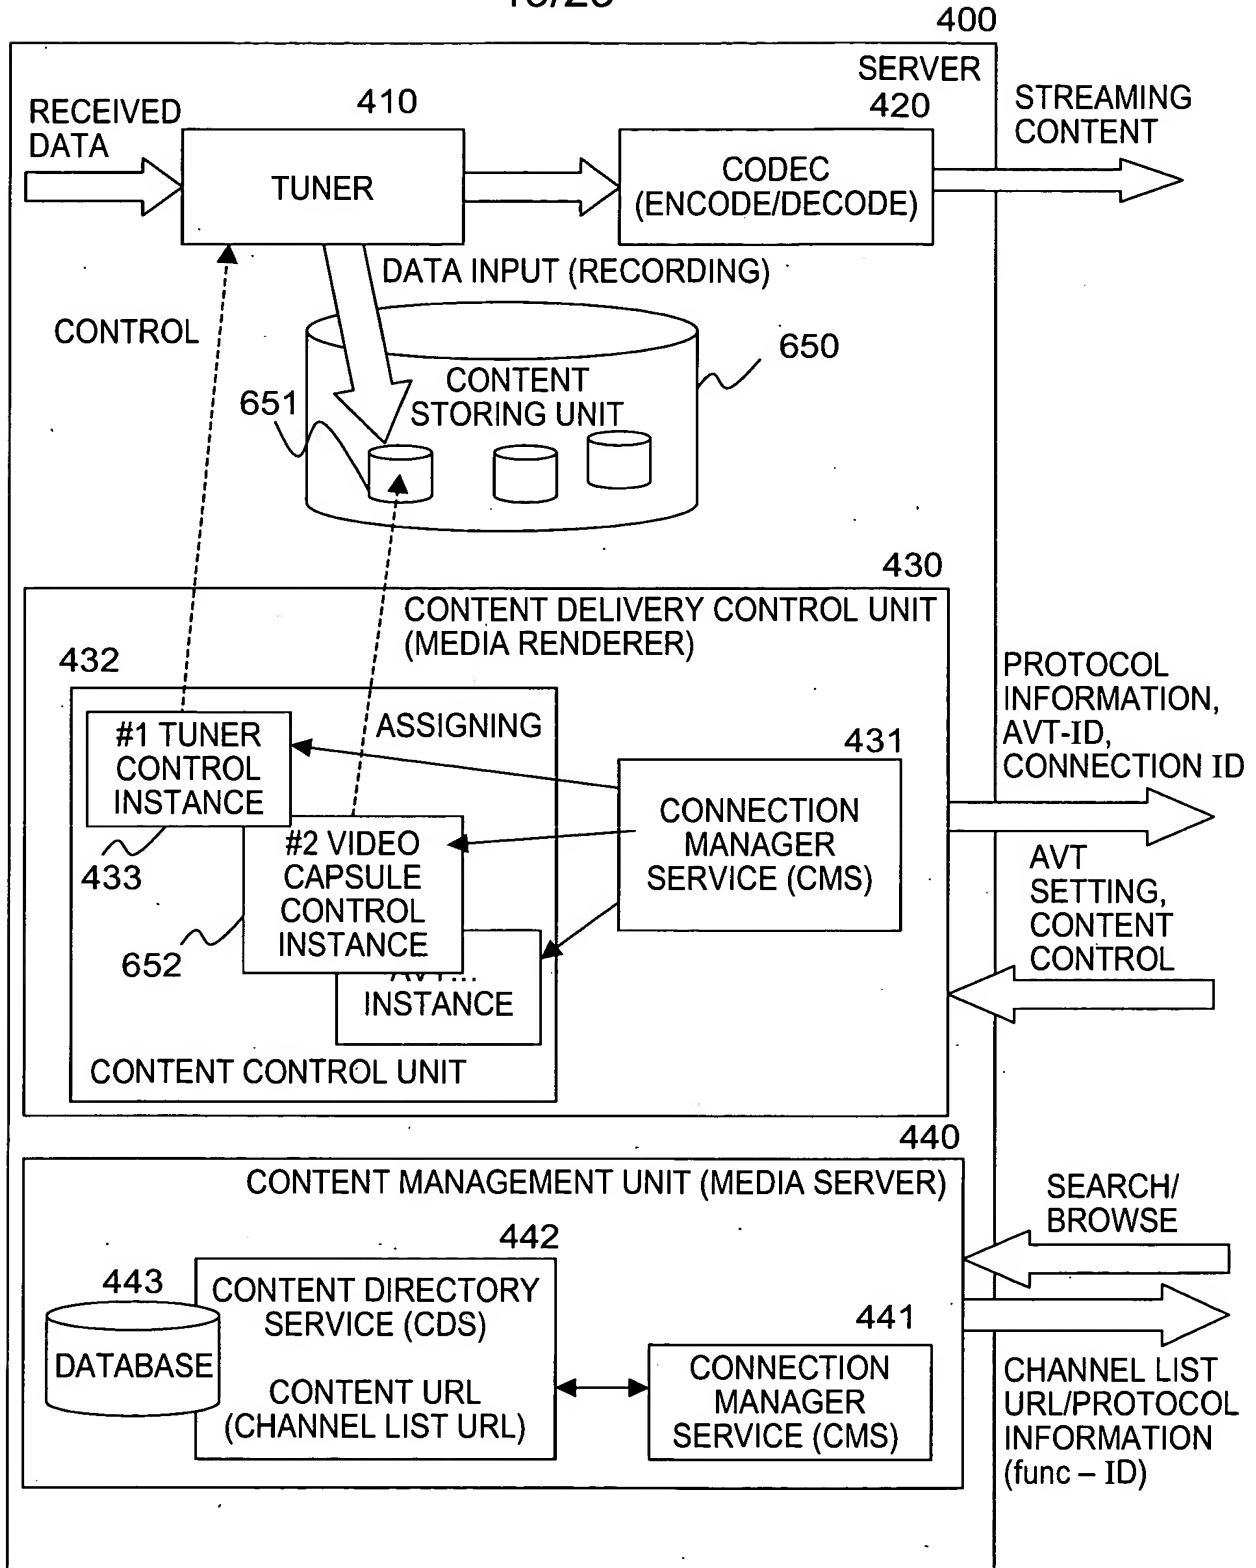 400
SERVER
RECEIVED
DATA
410
TUNER
420
CODEC
(ENCODE/DECODE)
STREAMING
CONTENT
DATA INPUT (RECORDING)
CONTROL
650
CONTENT
STORING UNIT
651
430
CONTENT DELIVERY CONTROL UNIT
(MEDIA RENDERER)
432
#1 TUNER
CONTROL
INSTANCE
ASSIGNING
431
CONNECTION
MANAGER
SERVICE (CMS)
433
#2 VIDEO
CAPSULE
CONTROL
INSTANCE
652
INSTANCE
CONTENT CONTROL UNIT
PROTOCOL
INFORMATION,
AVT-ID,
CONNECTION ID
AVT
SETTING,
CONTENT
CONTROL
440
CONTENT MANAGEMENT UNIT (MEDIA SERVER)
442
443
DATABASE
CONTENT DIRECTORY
SERVICE (CDS)
CONTENT URL
(CHANNEL LIST URL)
441
CONNECTION
MANAGER
SERVICE (CMS)
SEARCH/
BROWSE
CHANNEL LIST
URL/PROTOCOL
INFORMATION
(func – ID)